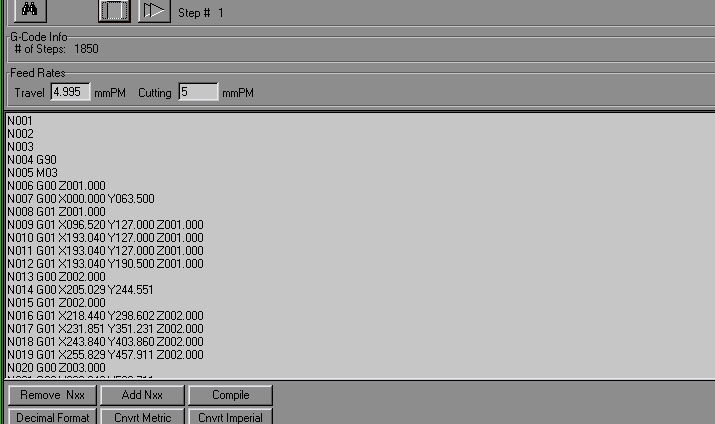 Step # 1
G-Code Info
# of Steps: 1850
Feed Rates
Travel 4.995 mmPM Cutting 5 mmPM
N001
N002
N003
N004 G90
N005 M03
N006 G00 Z001.000
N007 G00 X000.000 Y063.500
N008 G01 Z001.000
N009 G01 X096.520 Y127.000 Z001.000
N010 G01 X193.040 Y127.000 Z001.000
N011 G01 X193.040 Y127.000 Z001.000
N012 G01 X193.040 Y190.500 Z001.000
N013 G00 Z002.000
N014 G00 X205.029 Y244.551
N015 G01 Z002.000
N016 G01 X218.440 Y298.602 Z002.000
N017 G01 X231.851 Y351.231 Z002.000
N018 G01 X243.840 Y403.860 Z002.000
N019 G01 X255.829 Y457.911 Z002.000
N020 G00 Z003.000
Remove Nxx Add Nxx Compile
Decimal Format Cnvrt Metric Cnvrt Imperial